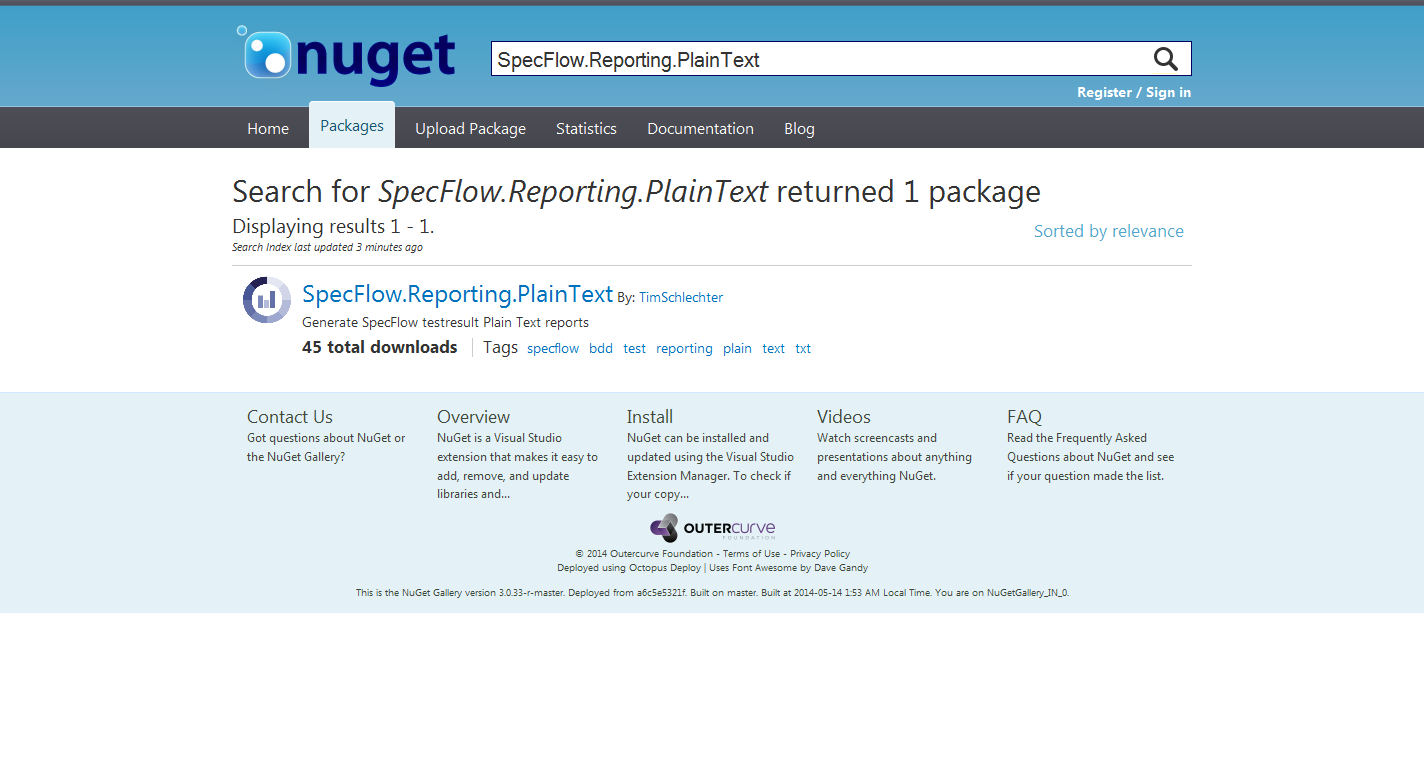 nuget
SpecFlow.Reporting.PlainText
Register / Sign in
Home Packages Upload Package Statistics Documentation Blog
Search for SpecFlow.Reporting.PlainText returned 1 package
Displaying results 1 - 1.
Sorted by relevance
Search Index last updated 3 minutes ago
SpecFlow.Reporting.PlainText By: TimSchlechter
Generate SpecFlow testresult Plain Text reports
45 total downloads Tags specflow bdd test reporting plain text txt
Contact Us
Got questions about NuGet or
the NuGet Gallery?
Overview
NuGet is a Visual Studio
extension that makes it easy to
add, remove, and update
libraries and...
Install
NuGet can be installed and
updated using the Visual Studio
Extension Manager. To check if
your copy...
Videos
Watch screencasts and
presentations about anything
and everything NuGet.
FAQ
Read the Frequently Asked
Questions about NuGet and see
if your question made the list.
OUTERCURVE
FOUNDATION
© 2014 Outercurve Foundation - Terms of Use - Privacy Policy
Deployed using Octopus Deploy | Uses Font Awesome by Dave Gandy
This is the NuGet Gallery version 3.0.33-r-master. Deployed from a6c5e5321f. Built on master. Built at 2014-05-14 1:53 AM Local Time. You are on NuGetGallery_IN_0.